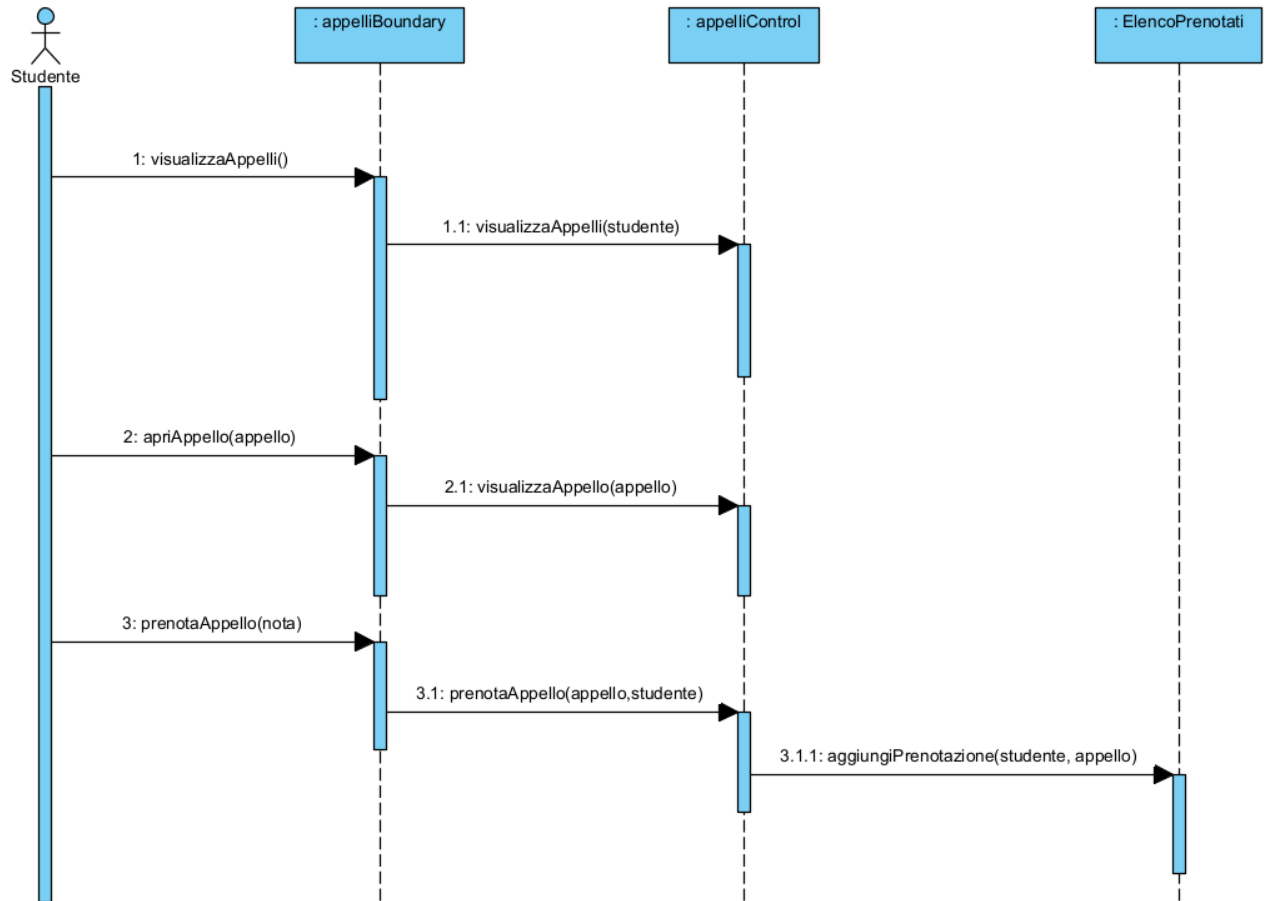 : appelliBoundary
: appelliControl
: ElencoPrenotati
Studente
1: visualizzaAppelli()
1.1: visualizzaAppelli(studente)
2: apriAppello(appello)
2.1: visualizzaAppello(appello)
3: prenotaAppello(nota)
3.1: prenotaAppello(appello,studente)
3.1.1: aggiungiPrenotazione(studente, appello)